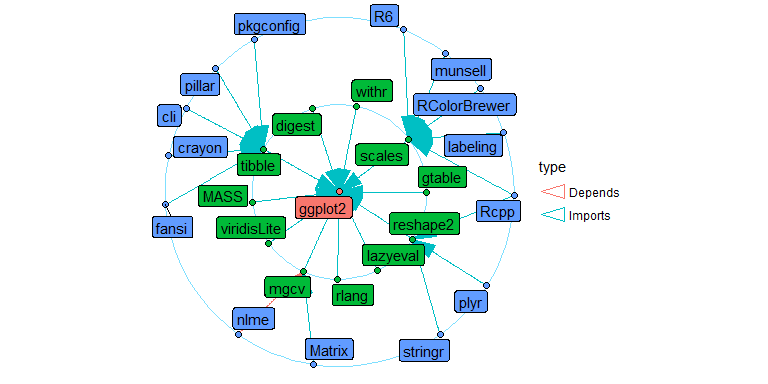 R6
pkgconfig
munsell
pillar
withr
RColorBrewer
cli
digest
crayon
scales
labeling
tibble
type
gtable
MASS
Depends
ggplot2
Rcpp
Imports
fansi
viridisLite
reshape2
lazyeval
mgcv
rlang
plyr
nlme
Matrix
stringr